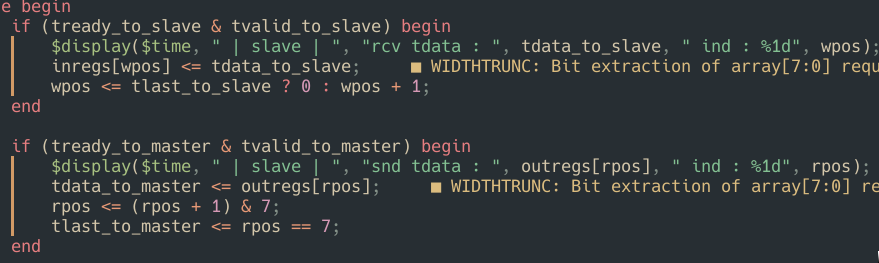 e begin
if (tready_to_slave & tvalid_to_slave) begin
$display($time, " | slave | ", "rcv tdata : ", tdata_to_slave, " ind : %1d", wpos);
inregs[wpos] <= tdata_to_slave; ■ WIDTHTRUNC: Bit extraction of array[7:0] requ
wpos <= tlast_to_slave ? 0 : wpos + 1;
end
if (tready_to_master & tvalid_to_master) begin
$display($time, " | slave | ", "snd tdata : ", outregs[rpos], " ind : %1d", rpos);
tdata_to_master <= outregs[rpos]; ■ WIDTHTRUNC: Bit extraction of array[7:0] re
rpos <= (rpos + 1) & 7;
tlast_to_master <= rpos == 7;
end